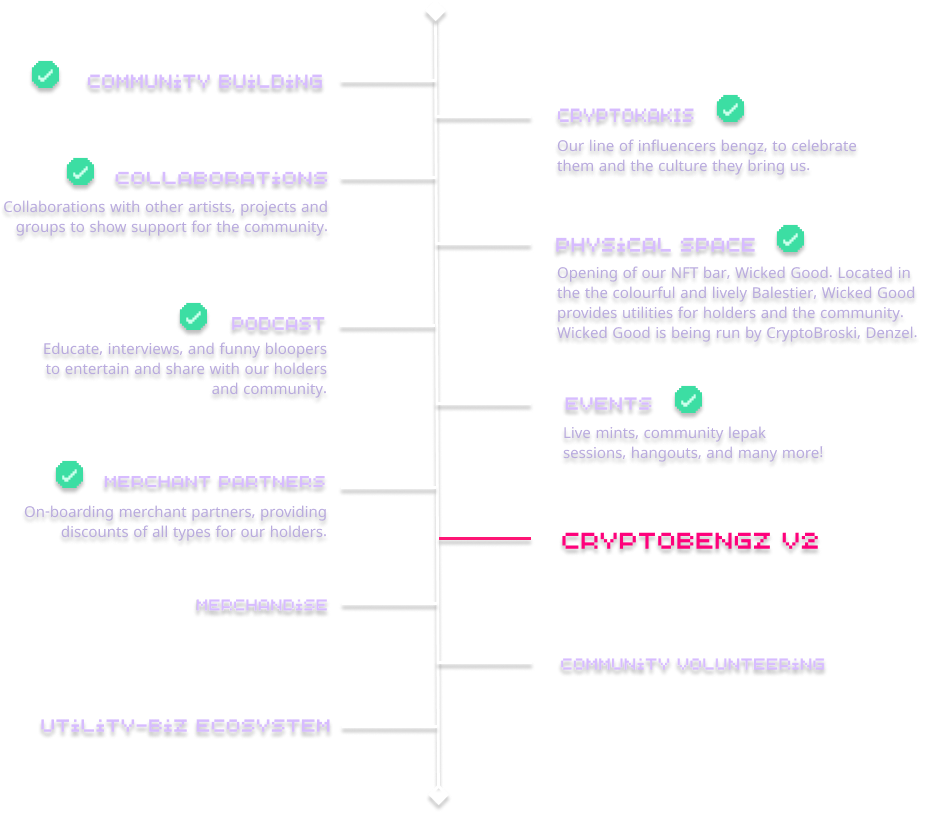 COMMUNITY BUILDING
CRYPTOKAKIS
Our line of influencers bengz, to celebrate
them and the culture they bring us.
COLLABORATIONS
Collaborations with other artists, projects and
groups to show support for the community.
PHYSICAL SPACE
Opening of our NFT bar, Wicked Good. Located in
the the colourful and lively Balestier, Wicked Good
provides utilities for holders and the community.
Wicked Good is being run by CryptoBroski, Denzel.
PODCAST
Educate, interviews, and funny bloopers
to entertain and share with our holders
and community.
EVENTS
Live mints, community lepak
sessions, hangouts, and many more!
MERCHANT PARTNERS
On-boarding merchant partners, providing
discounts of all types for our holders.
CRYPTOBENGZ V2
MERCHANDISE
COMMUNITY VOLUNTEERING
UTILITY-BIZ ECOSYSTEM